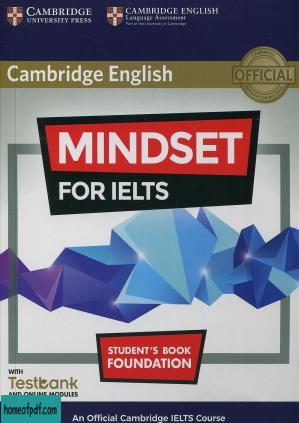 CAMBRIDGE
UNIVERSITY PRESS
CAMBRIDGE ENGLISH
Language Assessment
Part of the University of Cambridge
Cambridge English
OFFICIAL
MINDSET
FOR IELTS
STUDENT'S BOOK
FOUNDATION
WITH
Testbank
AND ONLINE MODULES
homeofpdf.com
An Official Cambridge IELTS Course